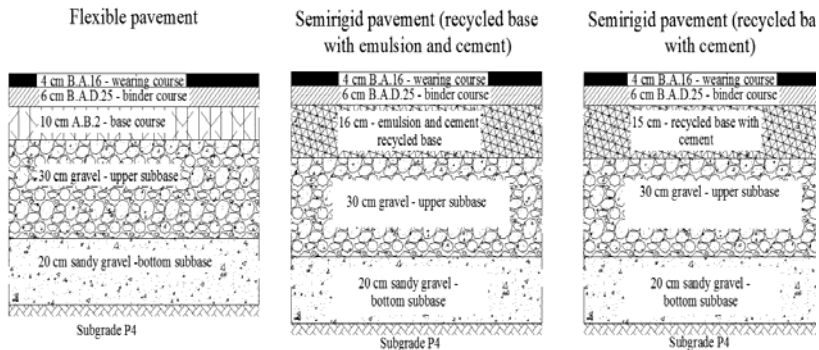 Flexible pavement
4 cm B.A.16 - wearing course
6 cm B.A.D.25 - binder course
10 cm A.B.2 - base course
30 cm gravel - upper subbase
20 cm sandy gravel -bottom subbase
Subgrade P4
Semirigid pavement (recycled base
with emulsion and cement)
4 cm B.A.16 - wearing course
6 cm B.A.D.25 - binder course
16 cm - emulsion and cement
recycled base
30 cm gravel - upper subbase
20 cm sandy gravel -
bottom subbase
Subgrade P4
Semirigid pavement (recycled ba
with cement)
4 cm B.A.16 - wearing course
6 cm B.A.D.25 - binder course
15 cm - recycled base with
cement
30 cm gravel - upper subbase
20 cm sandy gravel -
bottom subbase
Subgrade P4